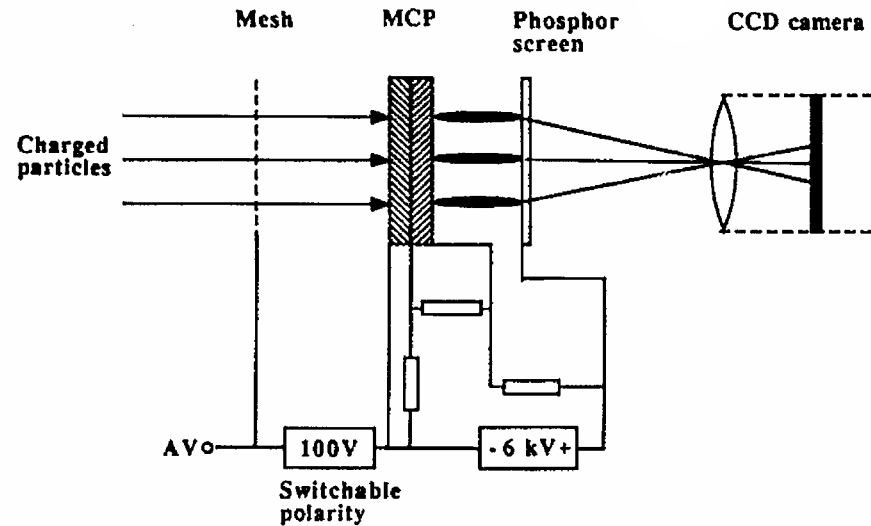 Mesh
MCP
Phosphor
screen
CCD camera
Charged
particles
AV
100V
- 6 kV+
Switchable
polarity